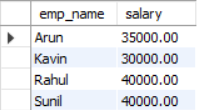 emp_name salary
Arun 35000.00
Kavin 30000.00
Rahul 40000.00
Sunil 40000.00